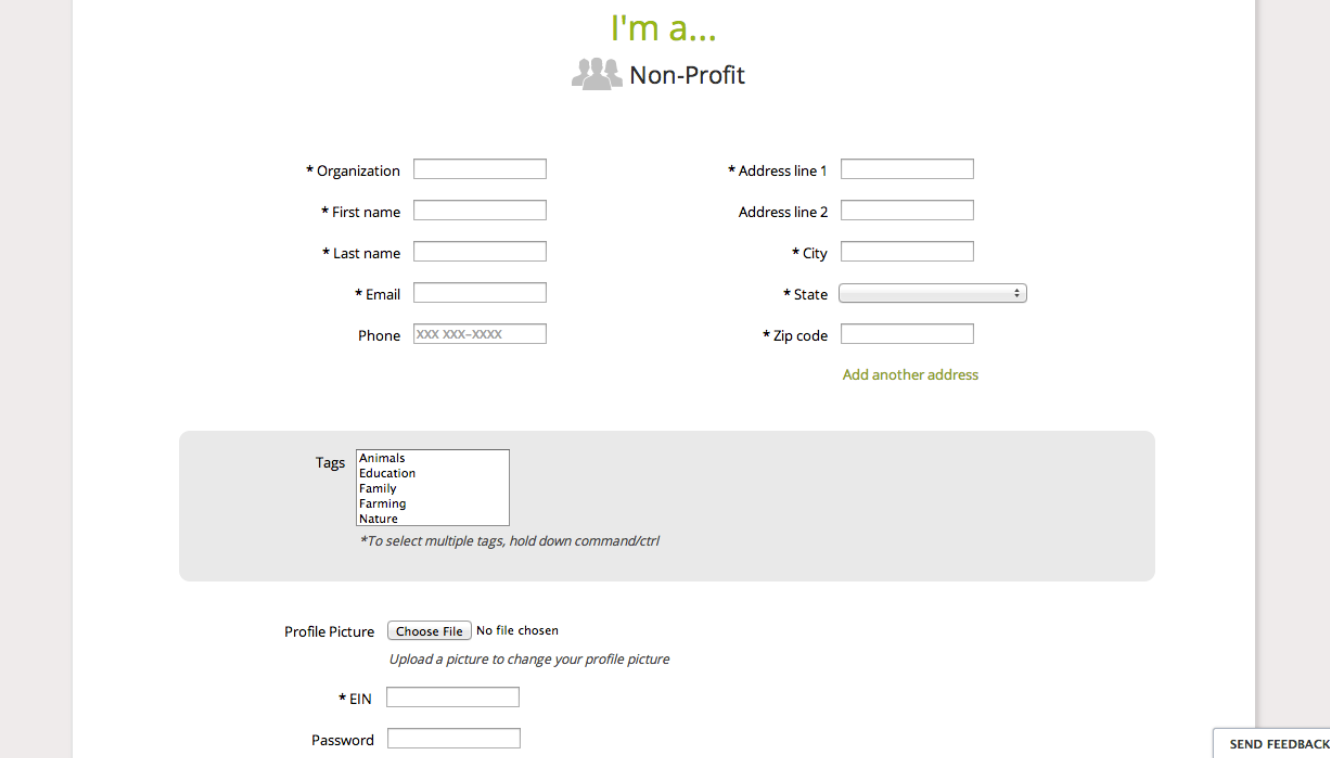 I'm a...
Non-Profit
* Organization
* First name
* Last name
* Email
Phone XXX XXX-XXXX
* Address line 1
Address line 2
* City
* State
* Zip code
Add another address
Tags
Animals
Education
Family
Farming
Nature
*To select multiple tags, hold down command/ctrl
Profile Picture Choose File No file chosen
Upload a picture to change your profile picture
* EIN
Password
SEND FEEDBACK